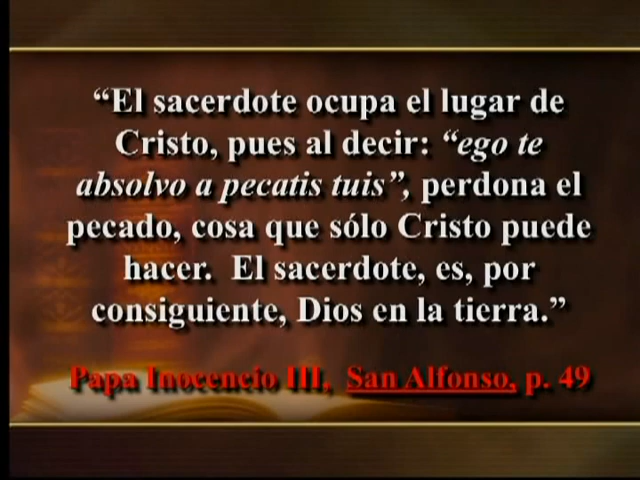 “El sacerdote ocupa el lugar de
Cristo, pues al decir: “ego te
absolvo a pecatis tuis”, perdona el
pecado, cosa que sólo Cristo puede
hacer. El sacerdote, es, por
consiguiente, Dios en la tierra.”
Papa Inocencio III, San Alfonso, p. 49